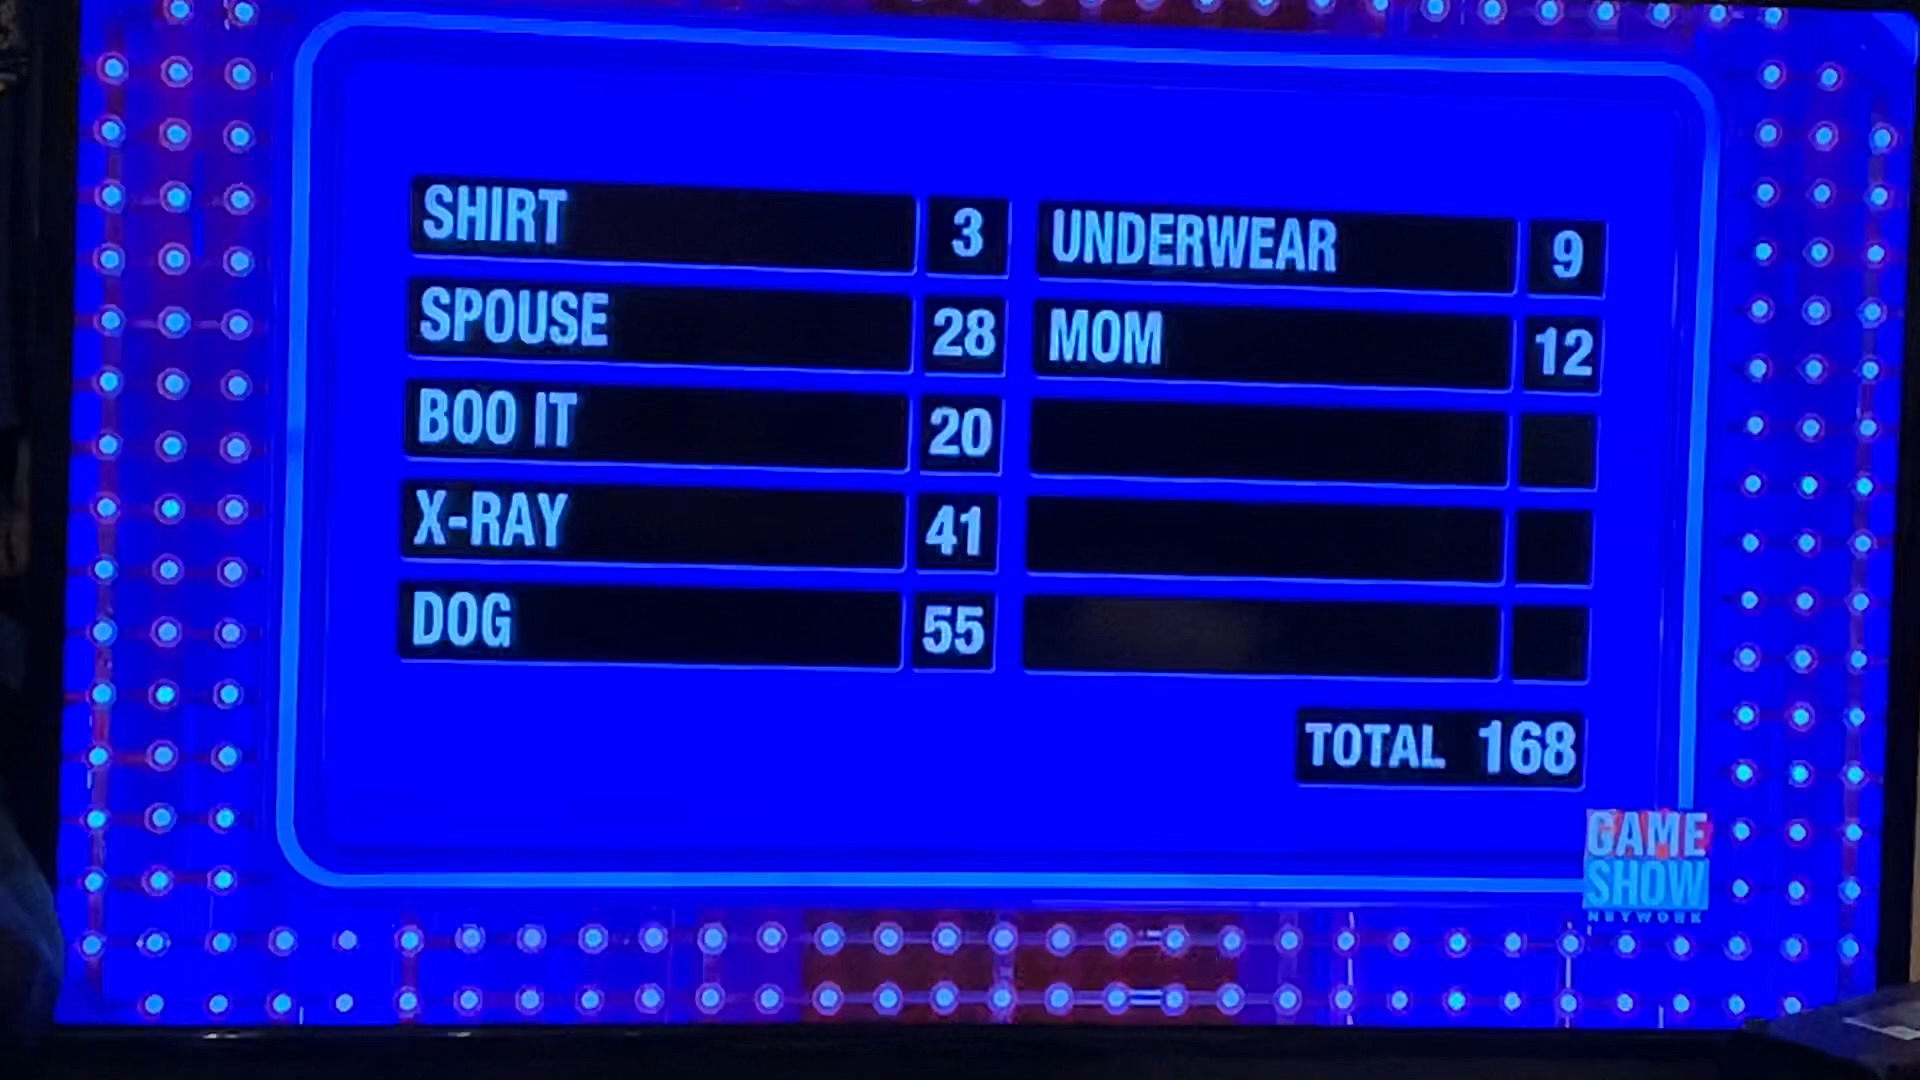 SHIRT 3
SPOUSE 28
BOO IT 20
X-RAY 41
DOG 55
UNDERWEAR 9
MOM 12
TOTAL 168
GAME
SHOW
NETWORK